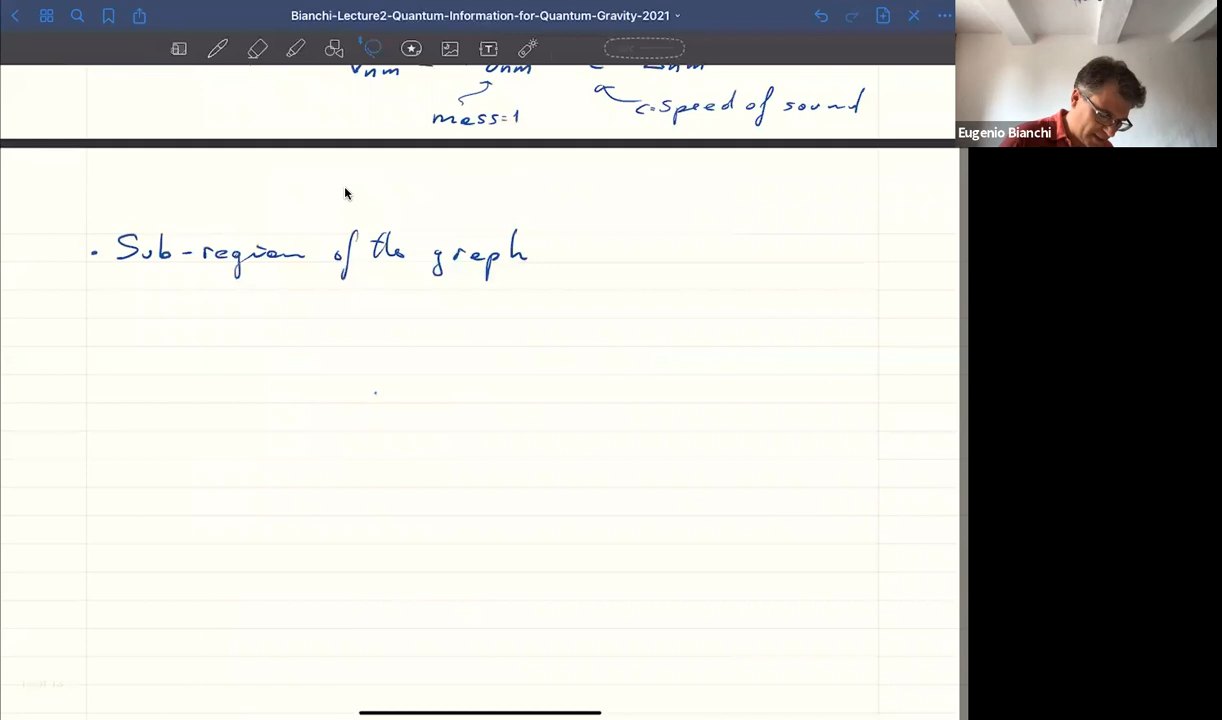 Bianchi-Lecture2-Quantum-Information-for-Quantum-Gravity-2021
mass=1
c=speed of sound
Eugenio Bianchi
· Sub-region of the graph